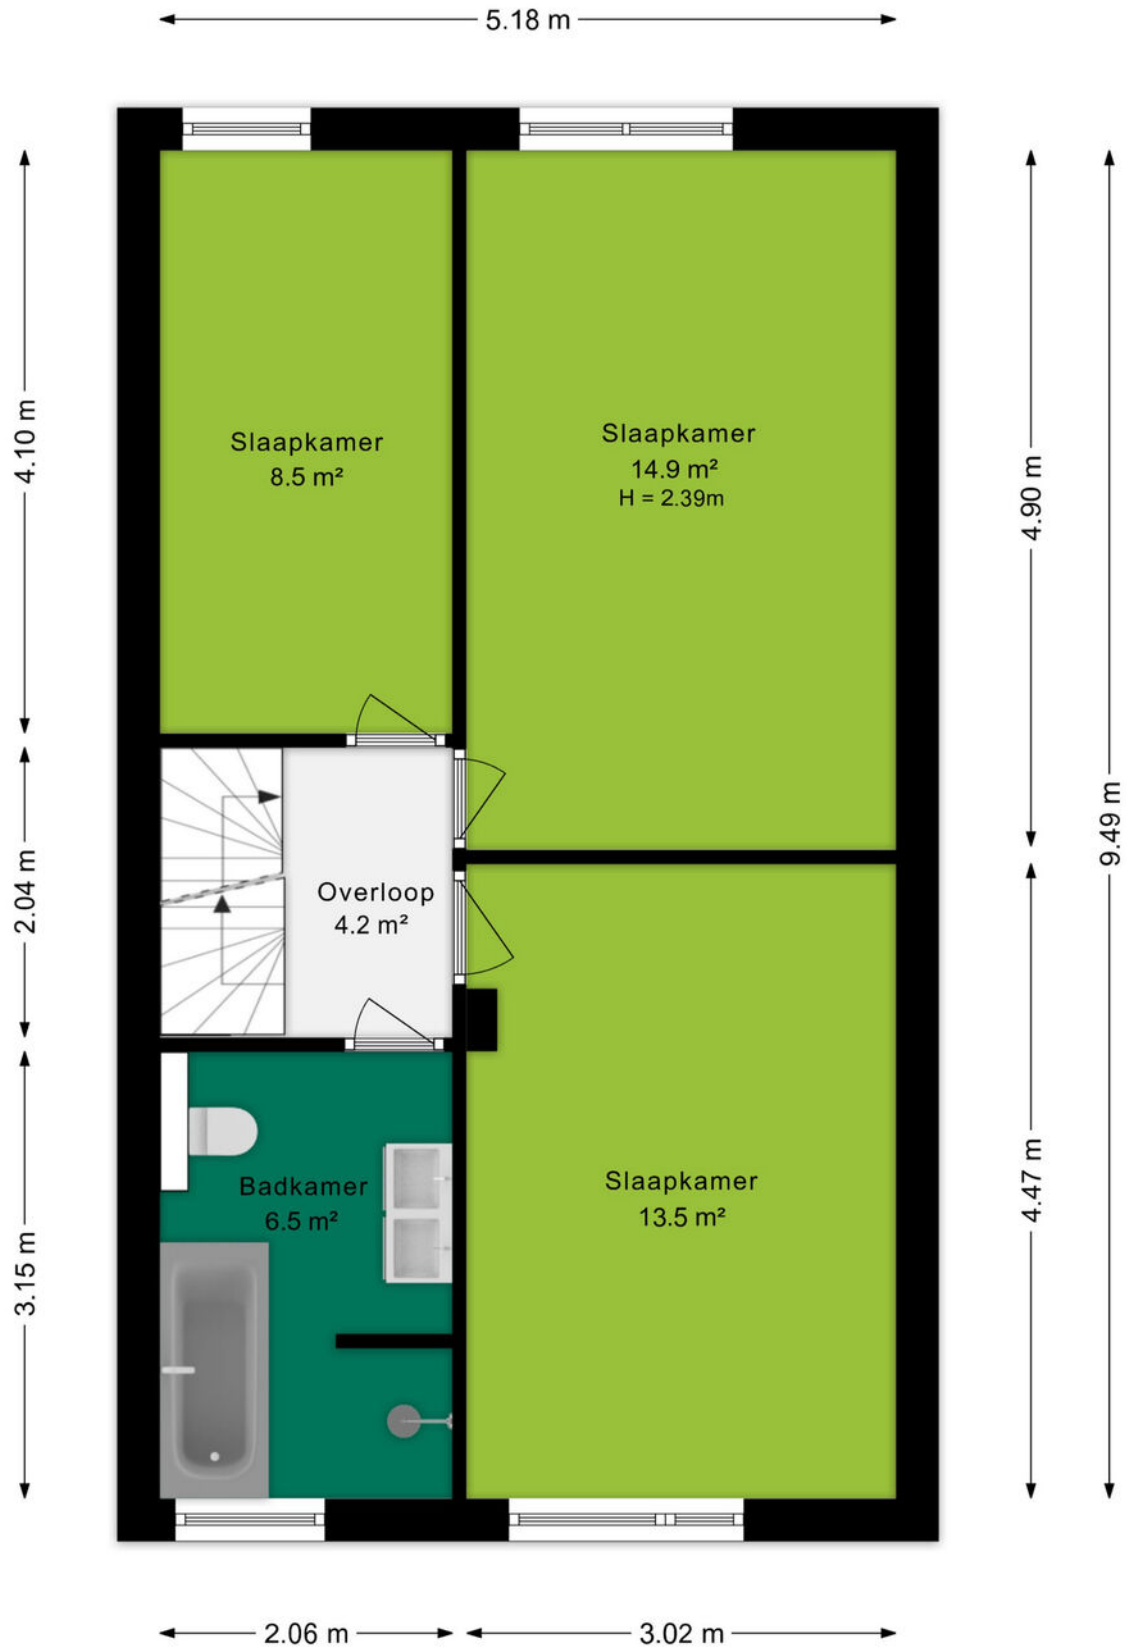 5.18 m
4.10 m
Slaapkamer
8.5 m²
Slaapkamer
14.9 m²
H = 2.39m
4.90 m
9.49 m
2.04 m
Overloop
4.2 m²
3.15 m
Badkamer
6.5 m²
Slaapkamer
13.5 m²
4.47 m
2.06 m
3.02 m